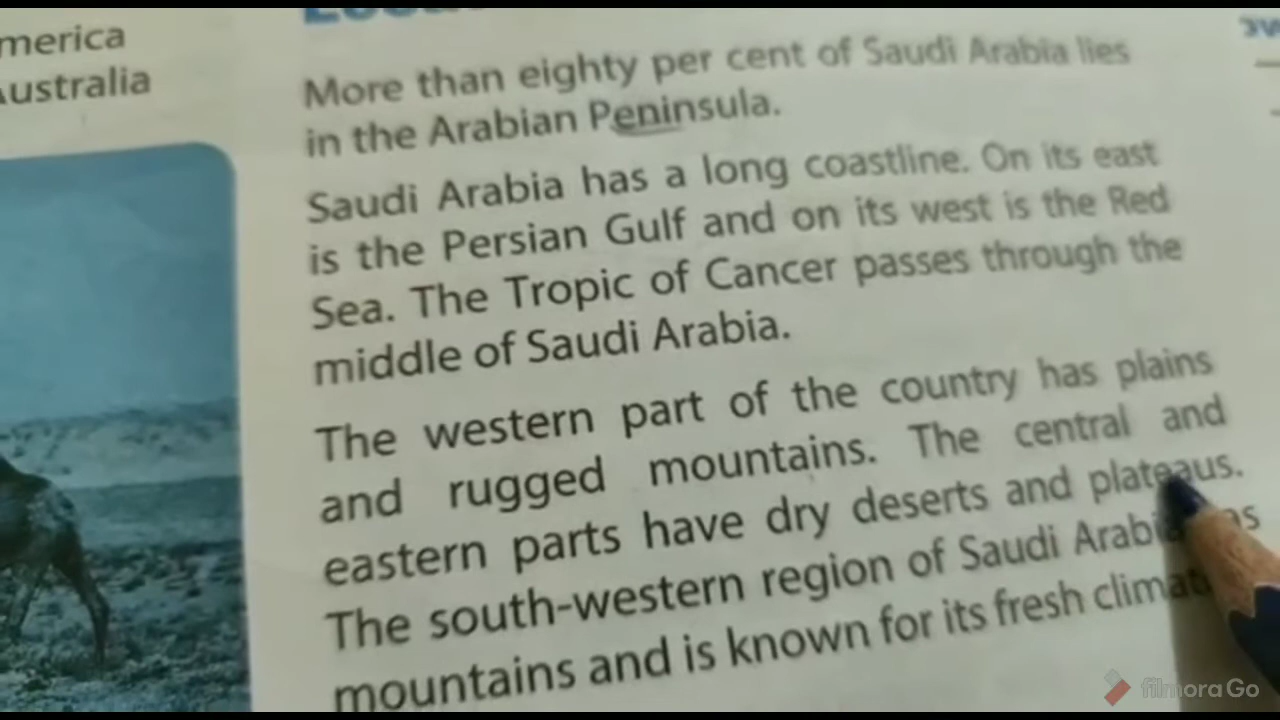 merica
Australia
More than eighty per cent of Saudi Arabia lies
in the Arabian Peninsula.
Saudi Arabia has a long coastline. On its east
is the Persian Gulf and on its west is the Red
Sea. The Tropic of Cancer passes through the
middle of Saudi Arabia.
The western part of the country has plains
and rugged mountains. The central and
eastern parts have dry deserts and plateaus.
The south-western region of Saudi Arabia
mountains and is known for its fresh climate
filmora Go